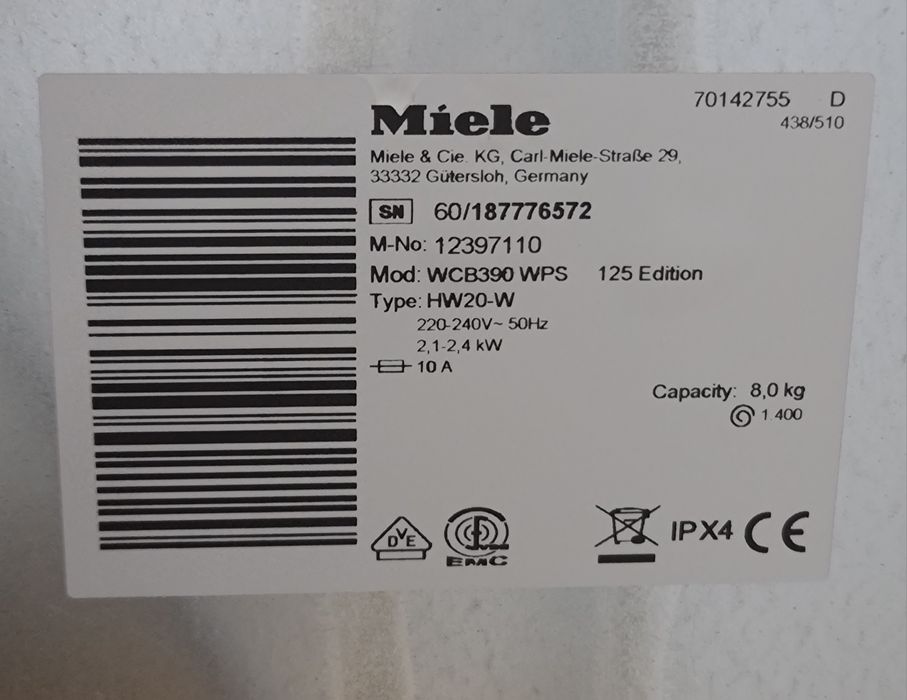 Miele
70142755 D
438/510
Miele & Cie. KG, Carl-Miele-Straße 29,
33332 Gütersloh, Germany
SN 60/187776572
M-No: 12397110
Mod: WCB390 WPS 125 Edition
Type: HW20-W
220-240V~ 50Hz
2,1-2,4 kW
10 A
Capacity: 8,0 kg
1 400
DVE
EMC
IPX4 CE